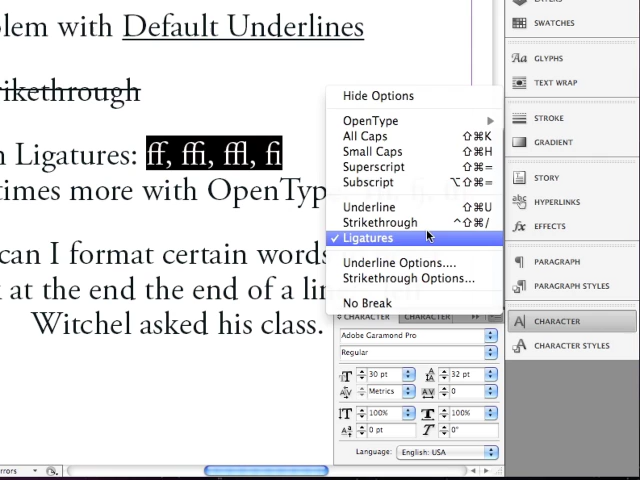 lem with Default Underlines
rikethrough
n Ligatures: ff, ffi, ffl, fi
times more with OpenTyp
can I format certain words
at the end the end of a lin
Witchel asked his class.
rrors
Hide Options
OpenType
All Caps ⇧⌘K
Small Caps ⇧⌘H
Superscript ⇧⌘=
Subscript ⌥⇧⌘=
Underline ⇧⌘U
Strikethrough ^⇧⌘/
✓ Ligatures
Underline Options....
Strikethrough Options...
No Break
CHARACTER CHARACTER
Adobe Garamond Pro
Regular
30 pt 32 pt
Metrics 0
100% 100%
0 pt 0°
Language: English: USA
SWATCHES
GLYPHS
TEXT WRAP
STROKE
GRADIENT
STORY
HYPERLINKS
EFFECTS
PARAGRAPH
PARAGRAPH STYLES
CHARACTER
CHARACTER STYLES